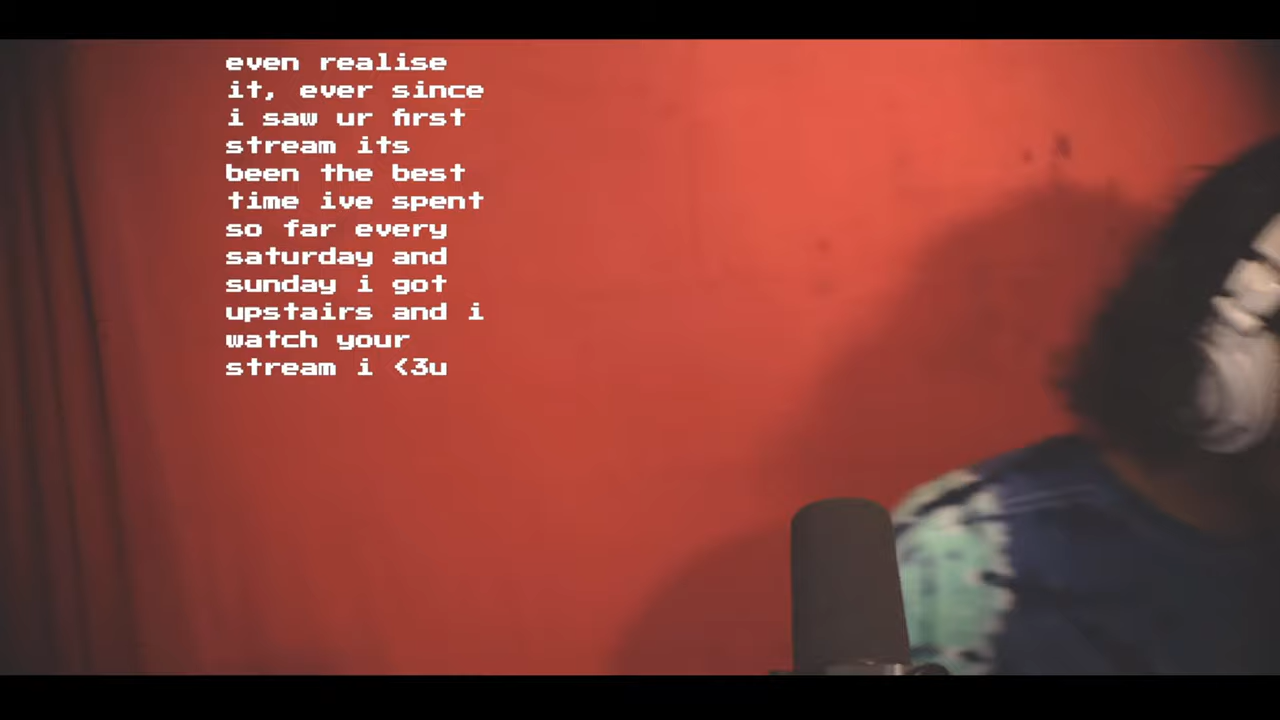 even realise
it, ever since
i saw ur first
stream its
been the best
time ive spent
so far every
saturday and
sunday i got
upstairs and i
watch your
stream i <3u